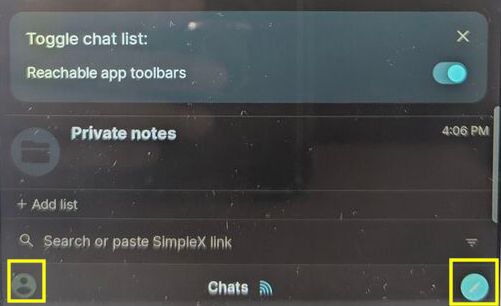 Toggle chat list:
Reachable app toolbars
Private notes
4:06 PM
+ Add list
Search or paste SimpleX link
Chats